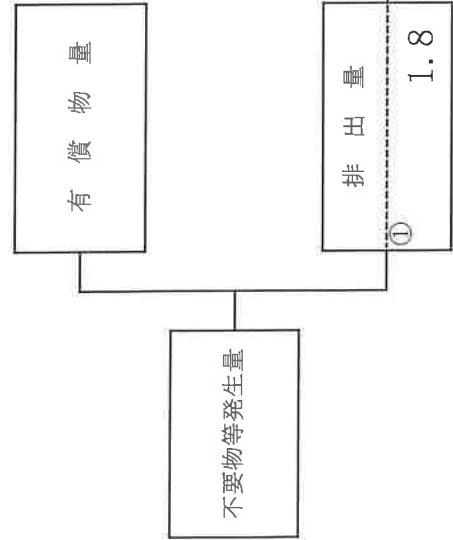 不要物等発生量
有償物量
排出量
①
1.8